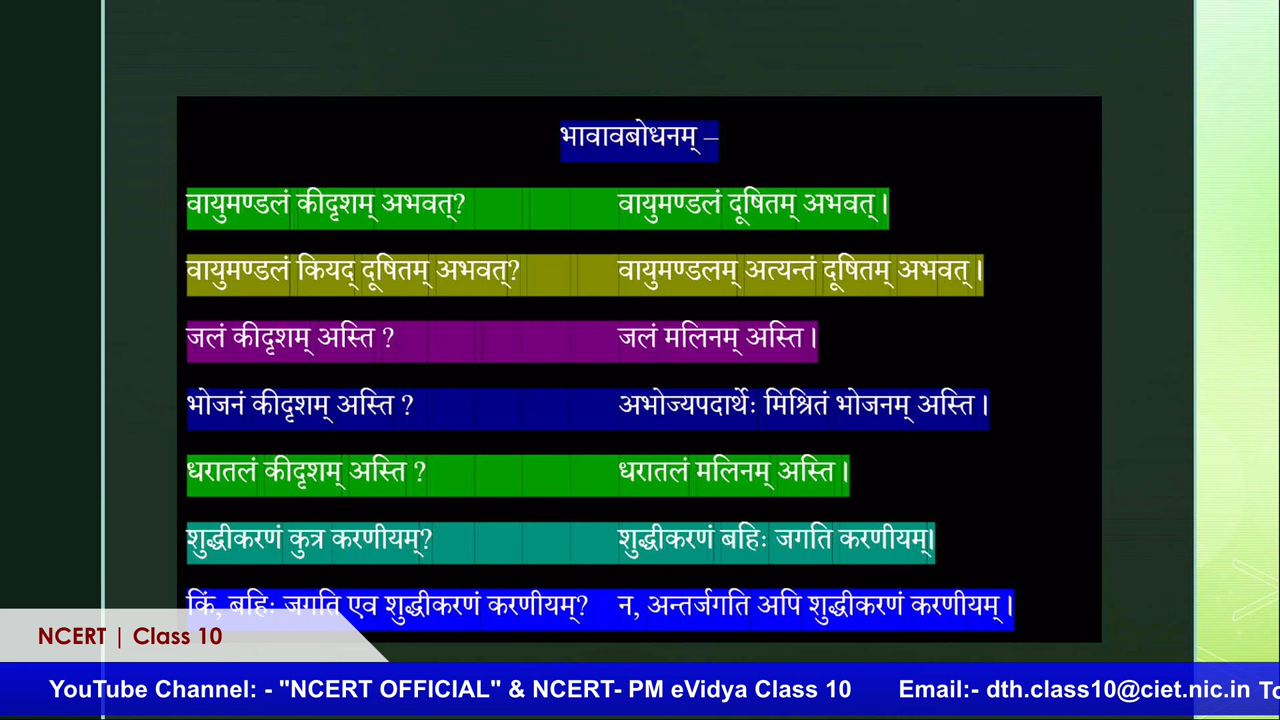 भावावबोधनम् –
वायुमण्डलं कीदृशम् अभवत्? वायुमण्डलं दूषितम् अभवत्।
वायुमण्डलं कियद् दूषितम् अभवत्? वायुमण्डलम् अत्यन्तं दूषितम् अभवत्।
जलं कीदृशम् अस्ति ? जलं मलिनम् अस्ति।
भोजनं कीदृशम् अस्ति ? अभोज्यपदार्थेः मिश्रितं भोजनम् अस्ति।
धरातलं कीदृशम् अस्ति ? धरातलं मलिनम् अस्ति।
शुद्धीकरणं कुत्र करणीयम्? शुद्धीकरणं बहिः जगति करणीयम्।
किं, बहिः जगति एव शुद्धीकरणं करणीयम्? न, अन्तर्जगति अपि शुद्धीकरणं करणीयम्।
NCERT | Class 10
YouTube Channel: - "NCERT OFFICIAL" & NCERT- PM eVidya Class 10 Email:- dth.class10@ciet.nic.in